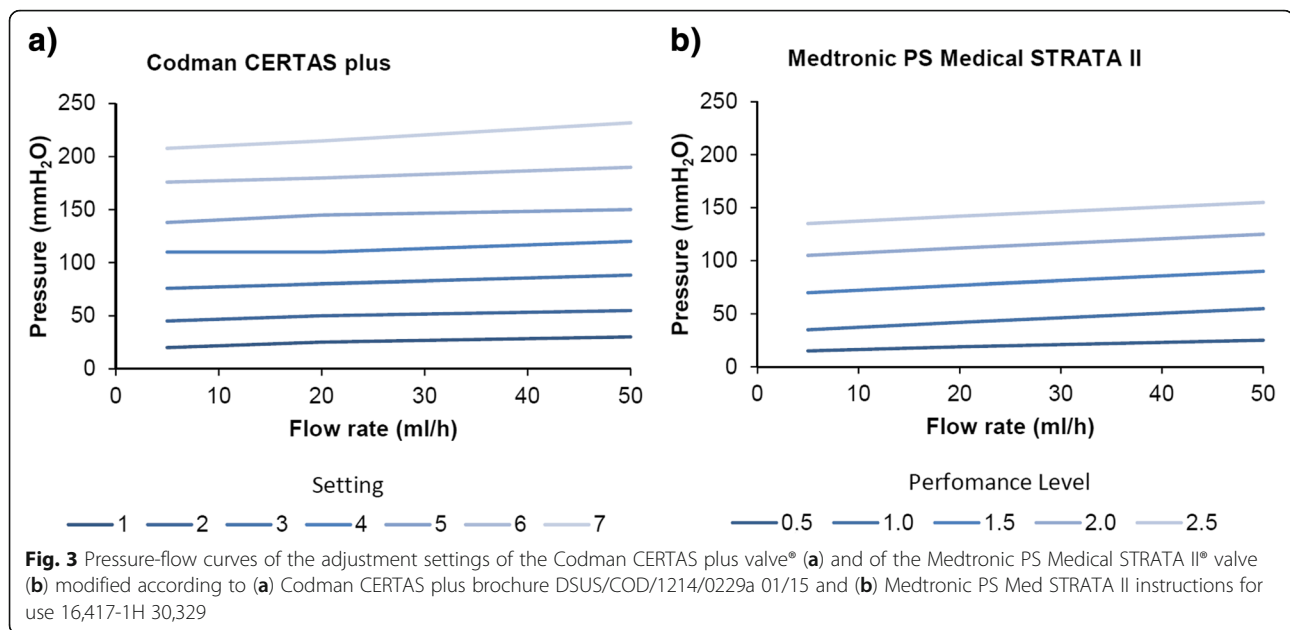 a)
Codman CERTAS plus
250
200
150
100
50
0
Pressure (mmH₂O)
0 10 20 30 40 50
Flow rate (ml/h)
Setting
1 2 3 4 5 6 7
b)
Medtronic PS Medical STRATA II
250
200
150
100
50
0
Pressure (mmH₂O)
0 10 20 30 40 50
Flow rate (ml/h)
Perfomance Level
0.5 1.0 1.5 2.0 2.5
Fig. 3 Pressure-flow curves of the adjustment settings of the Codman CERTAS plus valve® (a) and of the Medtronic PS Medical STRATA II® valve
(b) modified according to (a) Codman CERTAS plus brochure DSUS/COD/1214/0229a 01/15 and (b) Medtronic PS Med STRATA II instructions for
use 16,417-1H 30,329